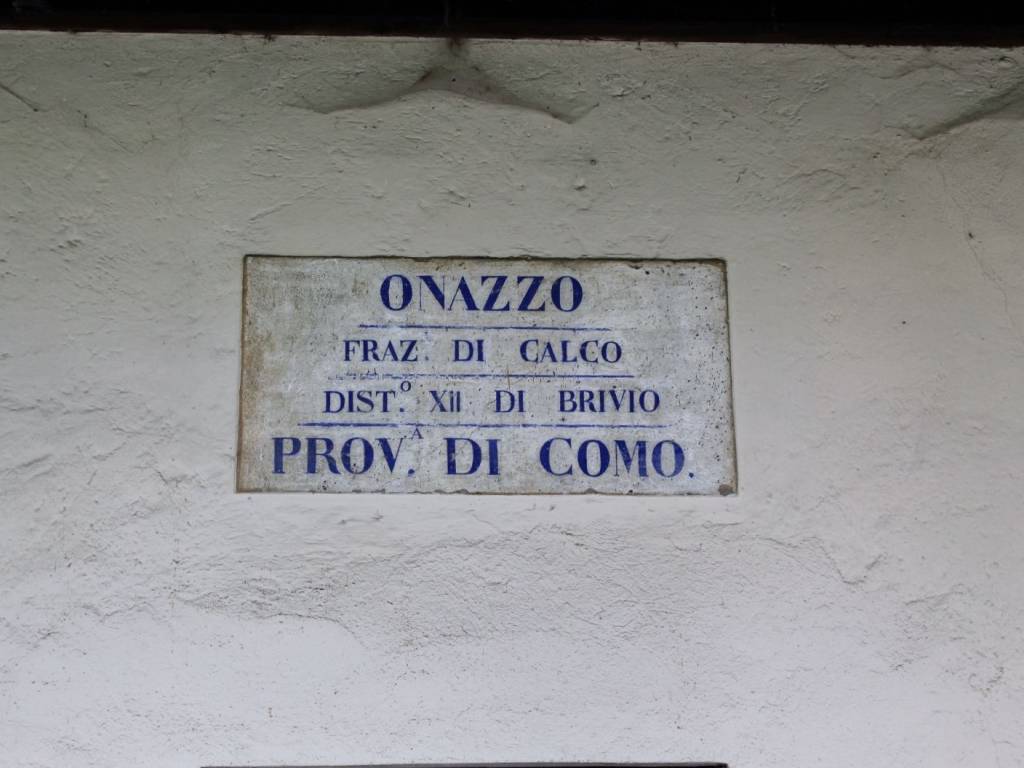 ONAZZO
FRAZ.ᴬ DI CALCO
DIST.º XII DI BRIVIO
PROV.ᴬ DI COMO.